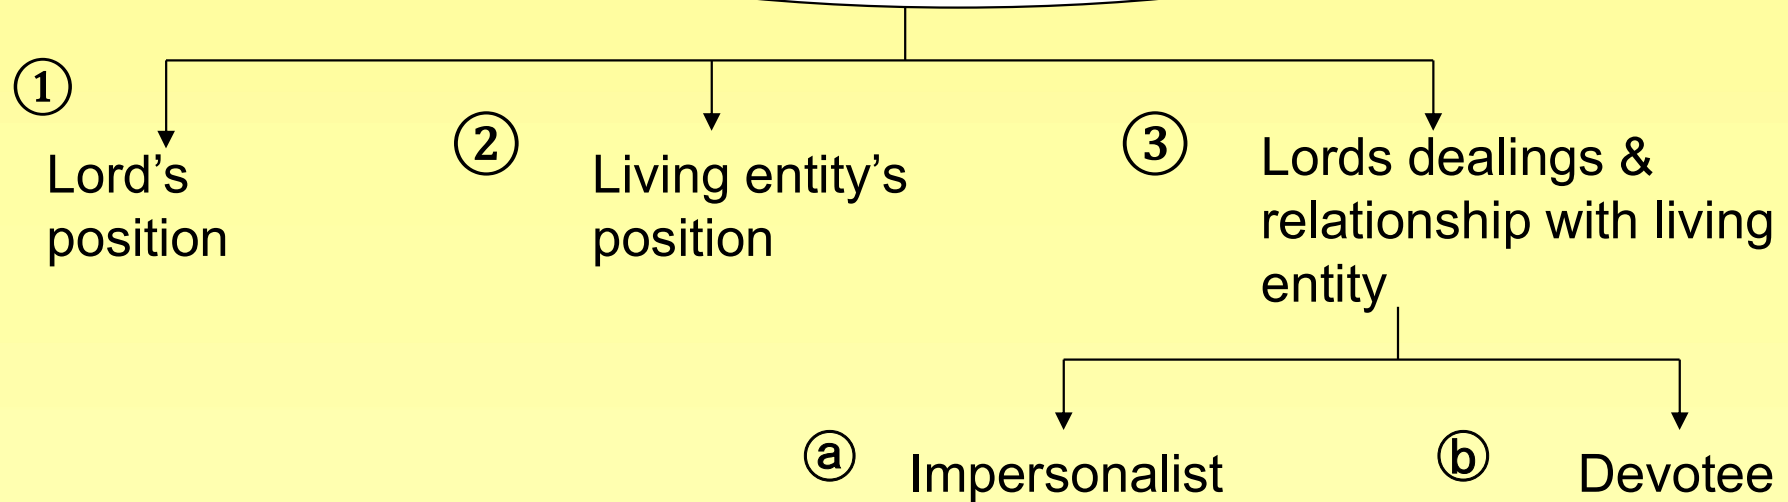 ①
Lord’s
position
②
Living entity’s
position
③
Lords dealings &
relationship with living
entity
ⓐ
Impersonalist
ⓑ
Devotee